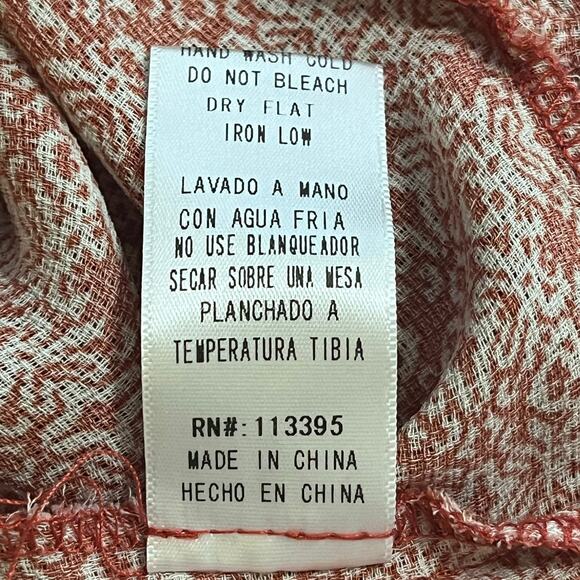 HAND WASH COLD
DO NOT BLEACH
DRY FLAT
IRON LOW
LAVADO A MANO
CON AGUA FRIA
NO USE BLANQUEADOR
SECAR SOBRE UNA MESA
PLANCHADO A
TEMPERATURA TIBIA
RN#: 113395
MADE IN CHINA
HECHO EN CHINA